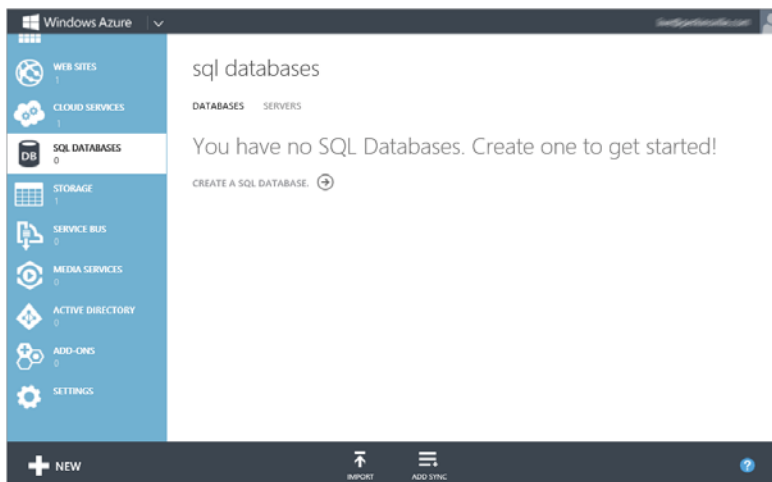 Windows Azure
WEB SITES
1
CLOUD SERVICES
1
SQL DATABASES
0
STORAGE
1
SERVICE BUS
0
MEDIA SERVICES
0
ACTIVE DIRECTORY
0
ADD-ONS
0
SETTINGS
sql databases
DATABASES SERVERS
You have no SQL Databases. Create one to get started!
CREATE A SQL DATABASE.
DB
NEW
IMPORT
ADD SYNC
?